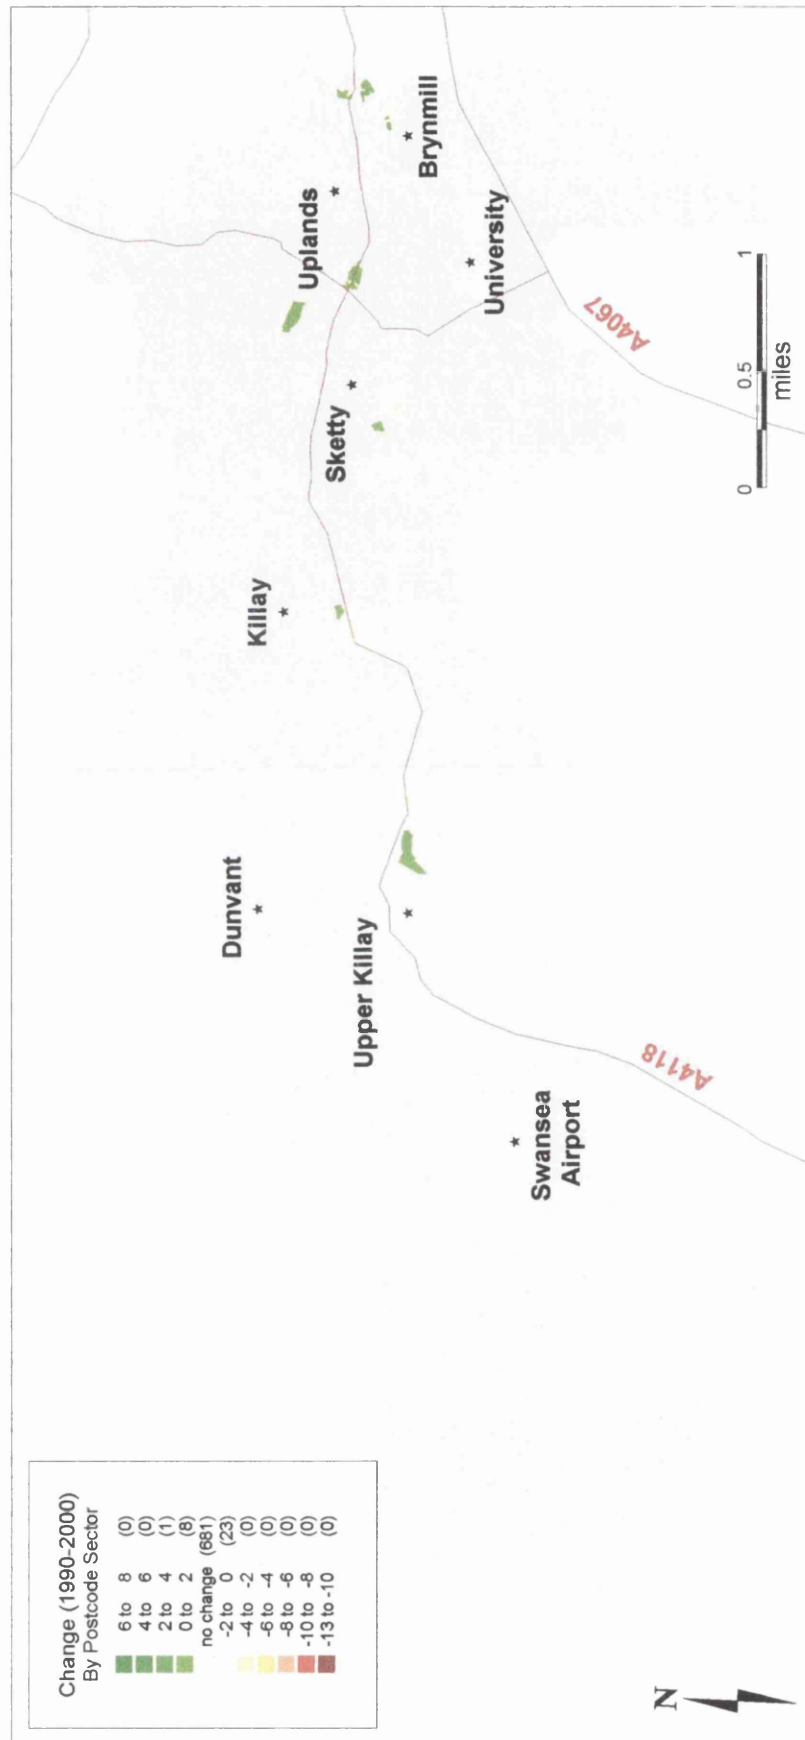 Change (1990-2000)
By Postcode Sector
6 to 8 (0)
4 to 6 (0)
2 to 4 (1)
0 to 2 (8)
no change (681)
-2 to 0 (23)
-4 to -2 (0)
-6 to -4 (0)
-8 to -6 (0)
-10 to -8 (0)
-13 to -10 (0)
N
Dunvant
Upper Killay
Swansea
Airport
A4118
Killay
Sketty
Uplands
University
Brynmill
A4067
0 0.5 1
miles